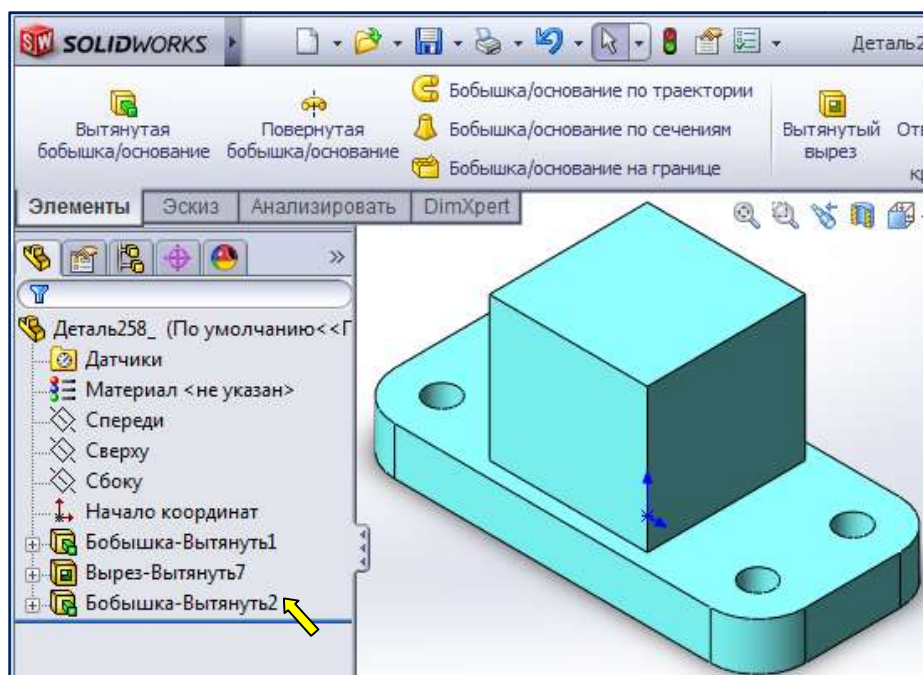 SOLIDWORKS
Деталь2
Вытянутая
бобышка/основание
Повернутая
бобышка/основание
Бобышка/основание по траектории
Бобышка/основание по сечениям
Бобышка/основание на границе
Вытянутый
вырез
Отв
кр
Элементы Эскиз Анализировать DimXpert
Деталь258_ (По умолчанию<<П
Датчики
Материал <не указан>
Спереди
Сверху
Сбоку
Начало координат
Бобышка-Вытянуть1
Вырез-Вытянуть7
Бобышка-Вытянуть2